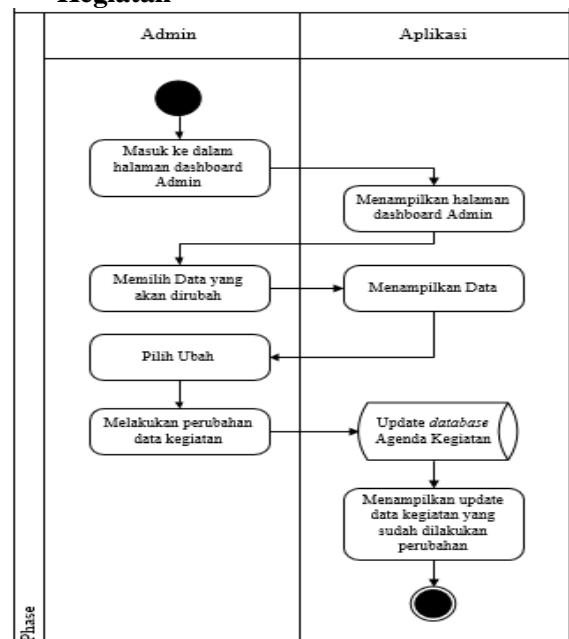 Kegiatan
Admin
Aplikasi
Masuk ke dalam
halaman dashboard
Admin
Menampilkan halaman
dashboard Admin
Memilih Data yang
akan dirubah
Menampilkan Data
Pilih Ubah
Melakukan perubahan
data kegiatan
Update database
Agenda Kegiatan
Menampilkan update
data kegiatan yang
sudah dilakukan
perubahan
Phase